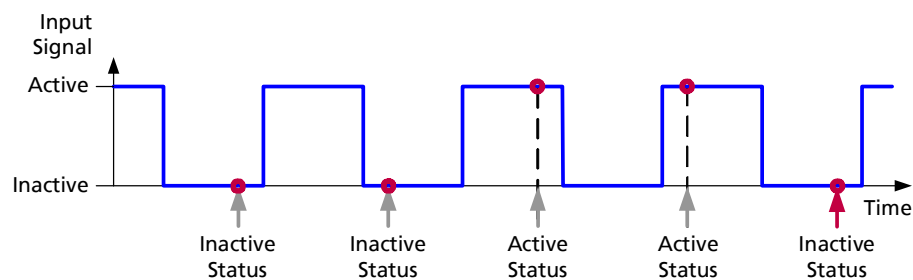 Input
Signal
Active
Inactive
Time
Inactive
Status
Inactive
Status
Active
Status
Active
Status
Inactive
Status